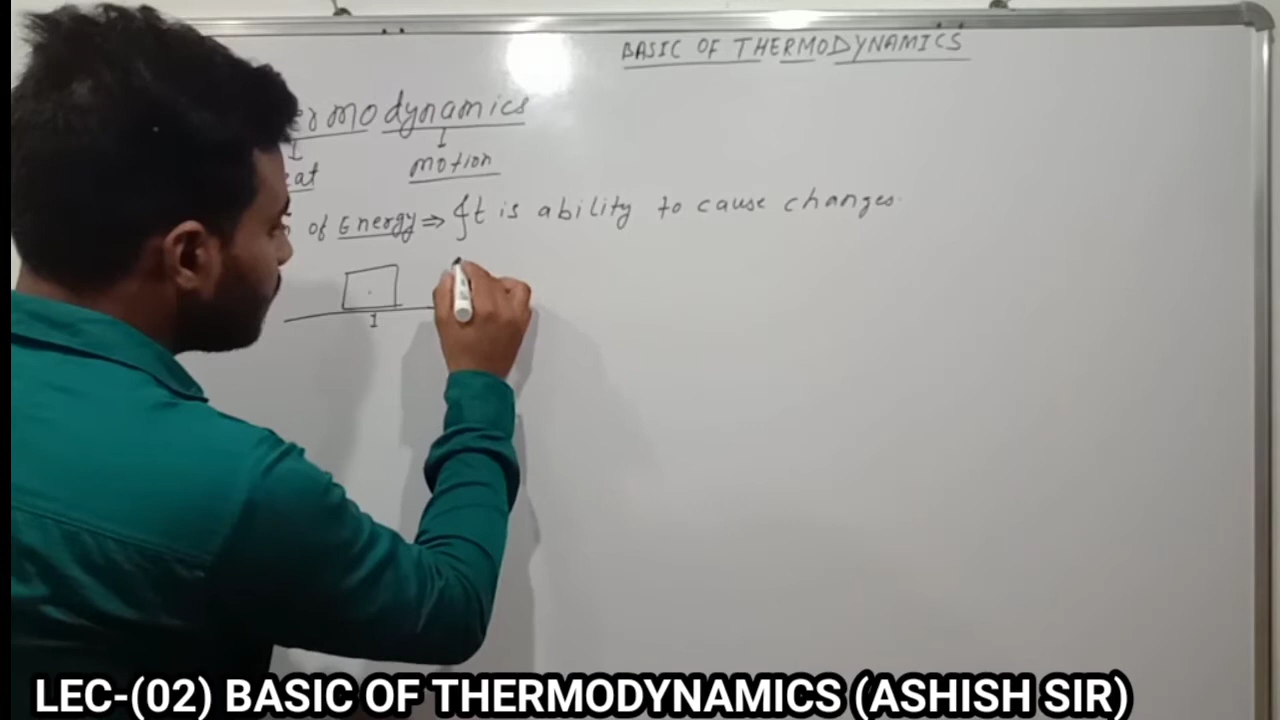 BASIC OF THERMODYNAMICS
ermodynamics
eat motion
of Energy ⇒ It is ability to cause changes.
1
LEC-(02) BASIC OF THERMODYNAMICS (ASHISH SIR)